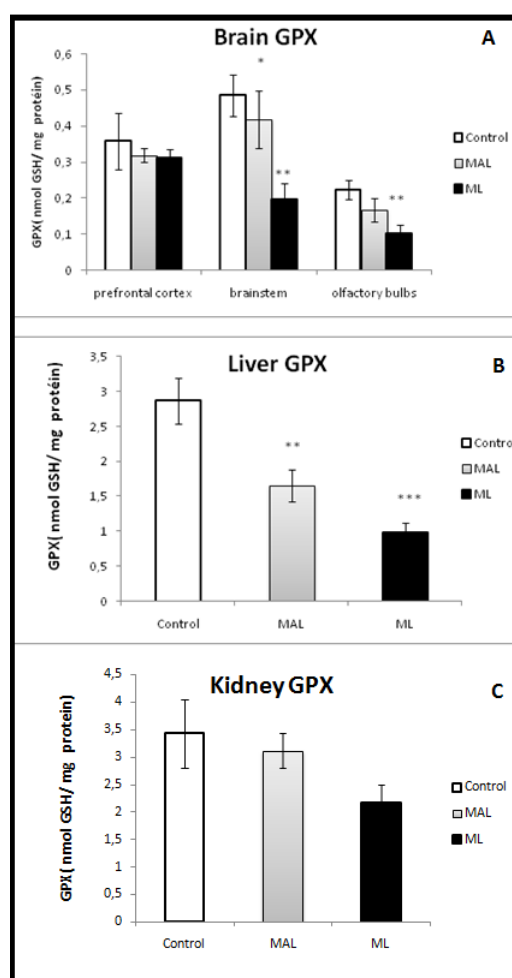 Brain GPX
A
GPX( nmol GSH/ mg protéin)
0,6
0,5
0,4
0,3
0,2
0,1
0
*
**
**
prefrontal cortex
brainstem
olfactory bulbs
Control
MAL
ML
Liver GPX
B
GPX( nmol GSH/ mg protéin)
3,5
3
2,5
2
1,5
1
0,5
0
**
***
Control
MAL
ML
Control
MAL
ML
Kidney GPX
C
GPX( nmol GSH/ mg protein)
4,5
4
3,5
3
2,5
2
1,5
1
0,5
0
Control
MAL
ML
Control
MAL
ML